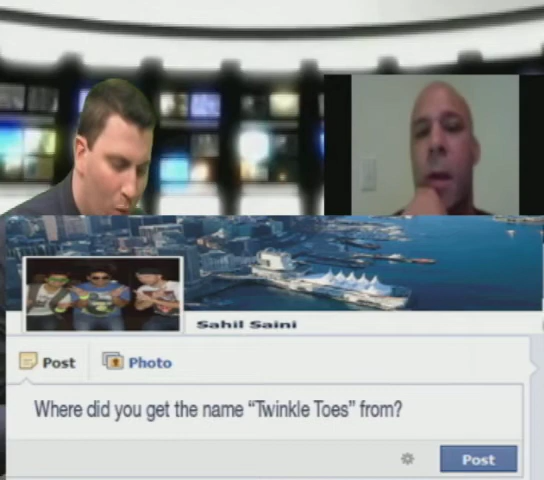 Sahil Saini
Post Photo
Where did you get the name “Twinkle Toes” from?
Post